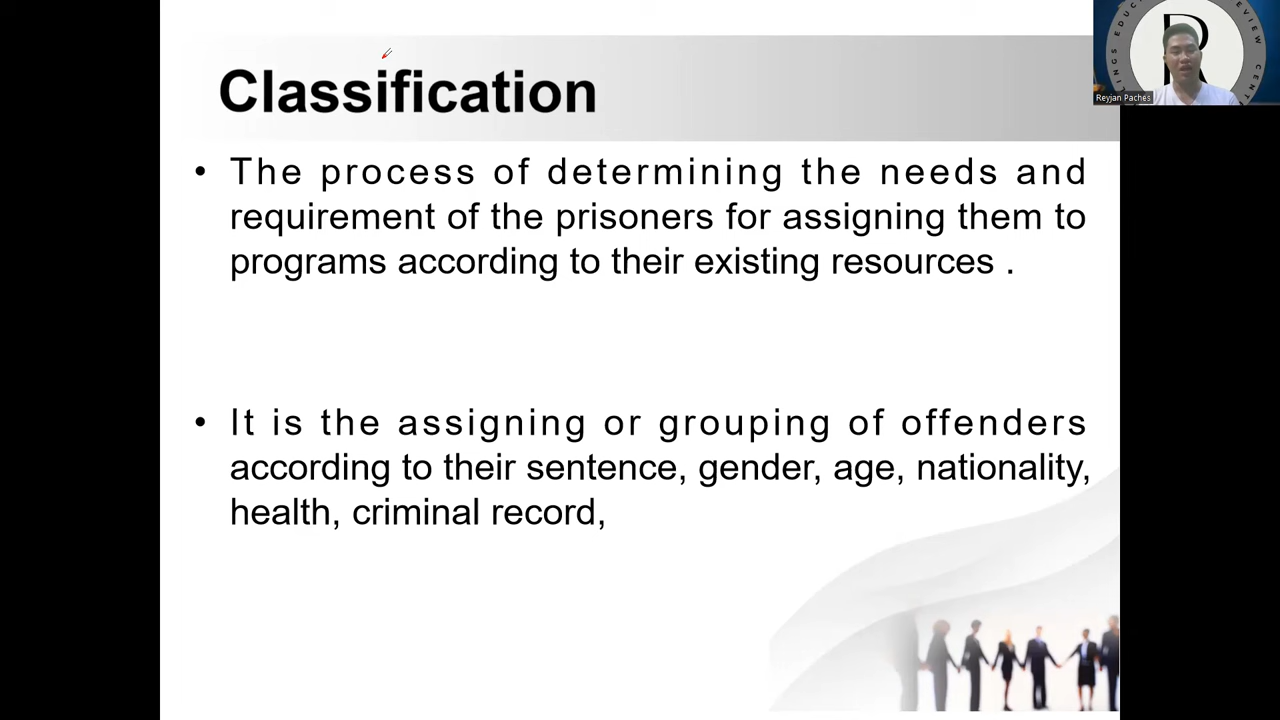 Classification
• The process of determining the needs and
requirement of the prisoners for assigning them to
programs according to their existing resources .
• It is the assigning or grouping of offenders
according to their sentence, gender, age, nationality,
health, criminal record,
R
Reyjan Paches